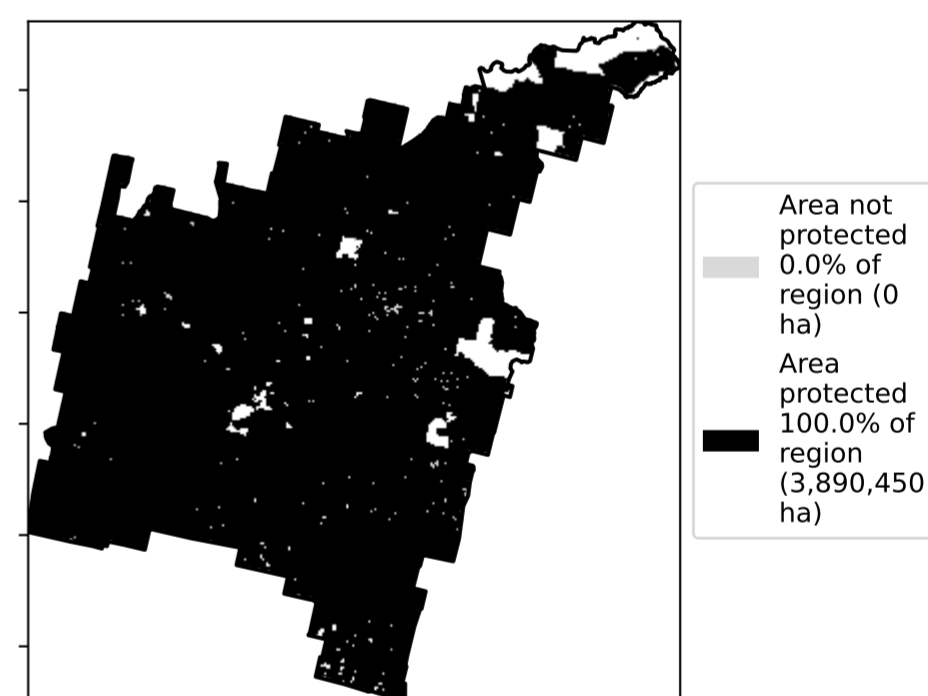 Area not
protected
0.0% of
region (0
ha)
Area
protected
100.0% of
region
(3,890,450
ha)